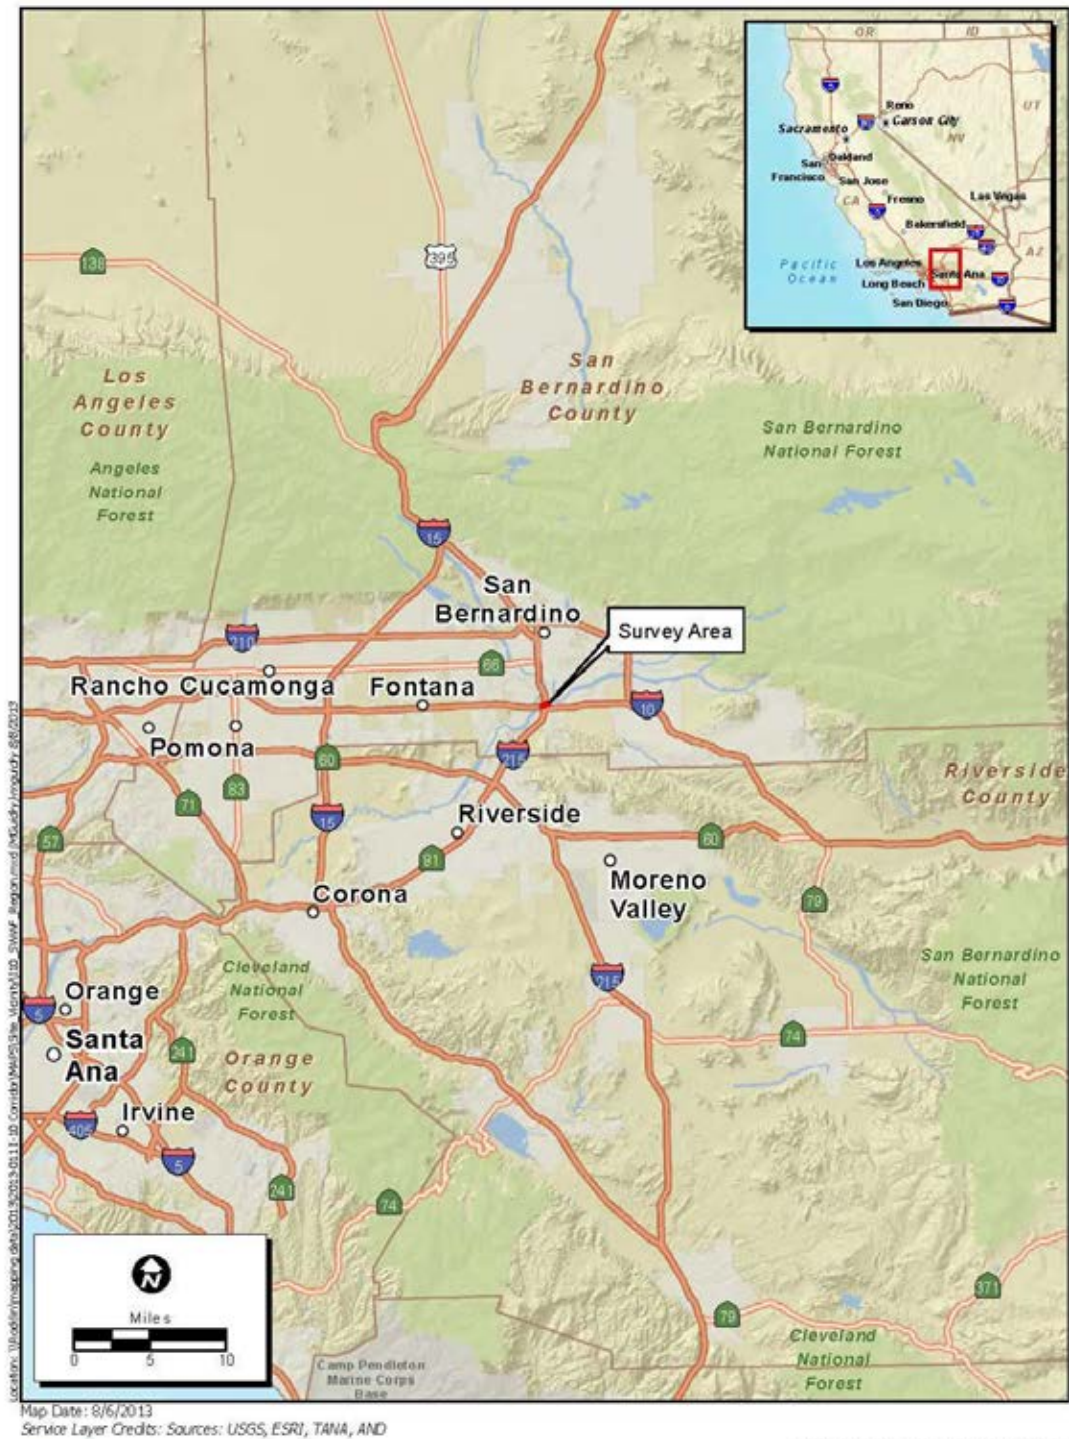 OR
ID
Reno
Carson City
UT
Sacramento
NV
Oakland
San
Francisco
San Jose
CA
Fresno
Las Vegas
Bakersfield
AZ
Pacific
Ocean
Los Angeles
Santa Ana
Long Beach
San Diego
5
5
138
395
San
Bernardino
County
Los
Angeles
County
Angeles
National
Forest
San Bernardino
National Forest
15
San
Bernardino
Survey Area
210
66
Rancho Cucamonga
Fontana
10
Pomona
215
60
Riverside
County
83
71
15
Riverside
57
91
60
Corona
Moreno
Valley
79
Cleveland
National
Forest
San Bernardino
National
Forest
215
Orange
5
Santa
Ana
241
74
Orange
County
Irvine
405
5
241
74
371
79
N
Miles
0
5
10
Cleveland
National
Forest
Camp Pendleton
Marine Corps
Base
Map Date: 8/6/2013
Service Layer Credits: Sources: USGS, ESRI, TANA, AND